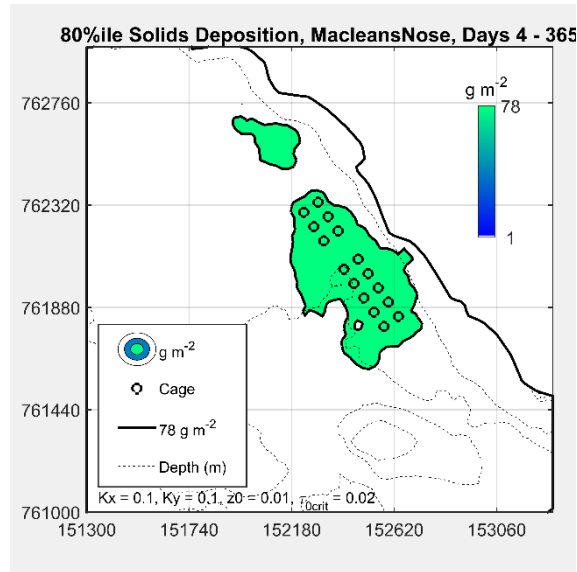 80%ile Solids Deposition, MacleansNose, Days 4 - 365
g m-2
78
1
762760
762320
761880
761440
761000
g m-2
Cage
78 g m-2
Depth (m)
Kx = 0.1, Ky = 0.1, z0 = 0.01, τ0crit = 0.02
151300 151740 152180 152620 153060